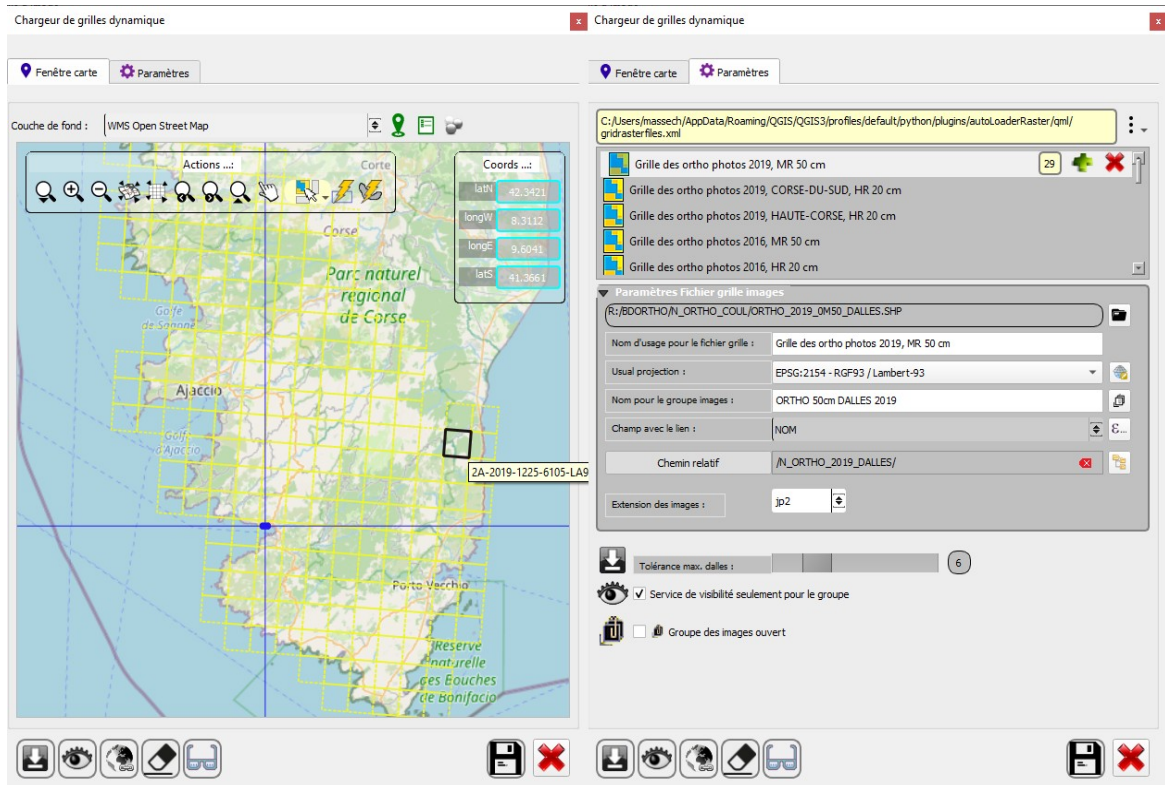 Chargeur de grilles dynamique
x
Fenêtre carte
Paramètres
Couche de fond :
WMS Open Street Map
Actions ...:
Corte
Coords ...:
latN
42.3421
longW
8.3112
longE
9.6041
latS
41.3661
Corse
Parc naturel
regional
de Corse
Golfe
de Sagone
Ajaccio
Golfe
d'Ajaccio
2A-2019-1225-6105-LA9
Porto-Vecchio
Réserve
naturelle
des Bouches
de Bonifacio
Chargeur de grilles dynamique
x
Fenêtre carte
Paramètres
C:/Users/massech/AppData/Roaming/QGIS/QGIS3/profiles/default/python/plugins/autoLoaderRaster/qml/
gridrasterfiles.xml
Grille des ortho photos 2019, MR 50 cm
29
Grille des ortho photos 2019, CORSE-DU-SUD, HR 20 cm
Grille des ortho photos 2019, HAUTE-CORSE, HR 20 cm
Grille des ortho photos 2016, MR 50 cm
Grille des ortho photos 2016, HR 20 cm
Paramètres Fichier grille images
R:/BDORTHO/N_ORTHO_COUL/ORTHO_2019_0M50_DALLES.SHP
Nom d'usage pour le fichier grille :
Grille des ortho photos 2019, MR 50 cm
Usual projection :
EPSG:2154 - RGF93 / Lambert-93
Nom pour le groupe images :
ORTHO 50cm DALLES 2019
Champ avec le lien :
NOM
ε...
Chemin relatif
/N_ORTHO_2019_DALLES/
Extension des images :
jp2
Tolérance max. dalles :
6
Service de visibilité seulement pour le groupe
Groupe des images ouvert